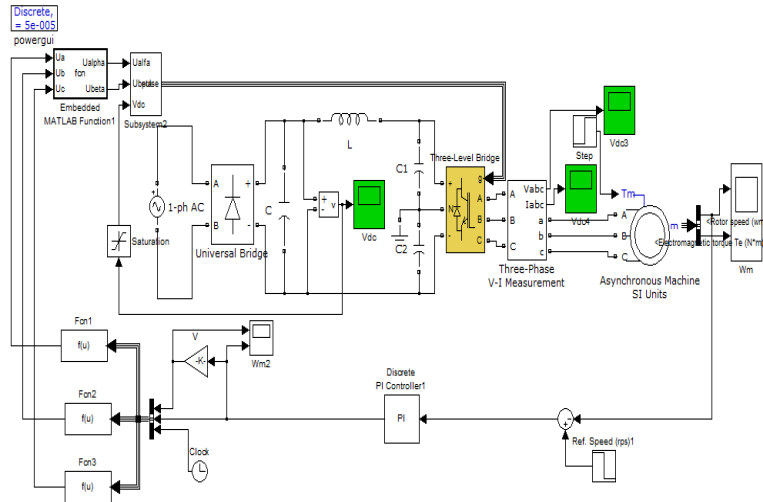 Discrete,
= 5e-005
powergui
Ua
Ub
Uc
Ualpha
fcn
Ubeta
Embedded
MATLAB Function1
Ualfa
Vdc
Subsystem2
Saturation
1-ph AC
A
B
+
-
Universal Bridge
C
L
+
-
v
Vdc
C1
C2
Three-Level Bridge
g
+
N
-
A
B
C
A
B
C
Vabc
Iabc
a
b
c
Three-Phase
V-I Measurement
Step
Vdc3
Vdc4
Tm
A
B
C
m
Asynchronous Machine
SI Units
<Rotor speed (wm
<Electromagnetic torque Te (N*m)
Wm
Fcn1
f(u)
Fcn2
f(u)
Fcn3
f(u)
V
-K-
Wm2
Clock
Discrete
PI Controller1
PI
Ref. Speed (rps)1